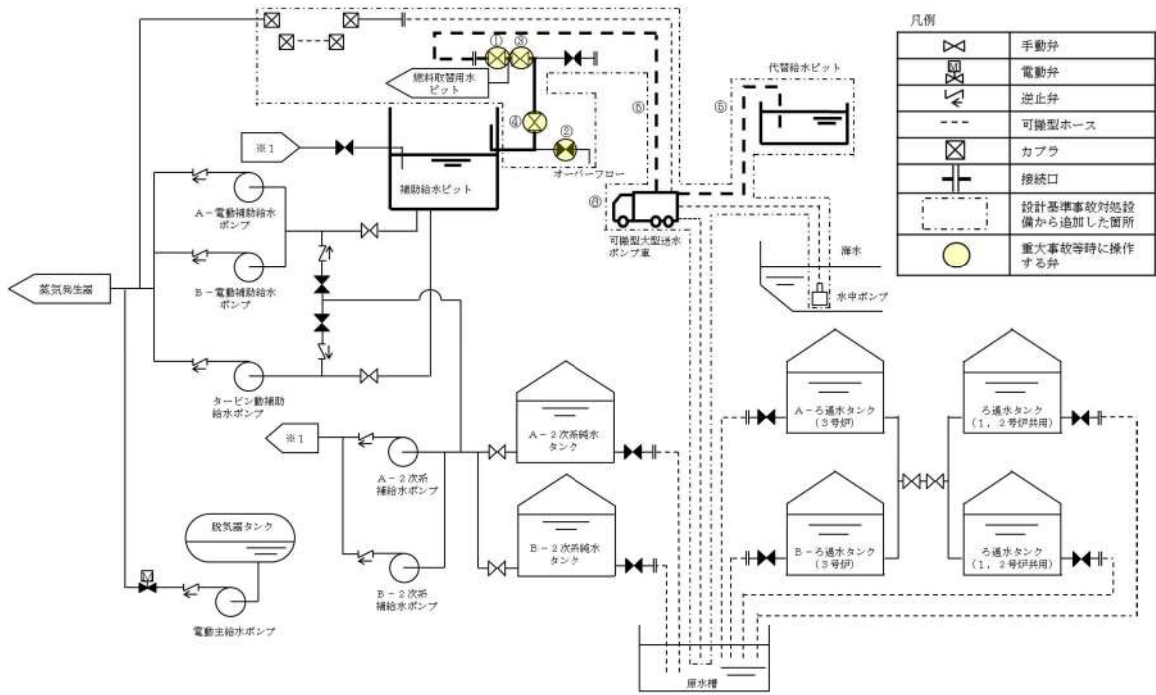 凡例
手動弁
M
電動弁
逆止弁
可搬型ホース
カプラ
接続口
設計基準事故対処設
備から追加した箇所
重大事故等時に操作
する弁
①
③
燃料取替用水
ピット
④
②
オーバーフロー
⑤
代替給水ピット
⑤
※1
補助給水ピット
可搬型大型送水
ポンプ車
海水
水中ポンプ
A-電動補助給水
ポンプ
B-電動補助給水
ポンプ
蒸気発生器
タービン動補助
給水ポンプ
※1
A-2次系
補給水ポンプ
A-2次系純水
タンク
B-2次系純水
タンク
B-2次系
補給水ポンプ
脱気器タンク
M
電動主給水ポンプ
A-ろ過水タンク
(3号炉)
ろ過水タンク
(1,2号炉共用)
B-ろ過水タンク
(3号炉)
ろ過水タンク
(1,2号炉共用)
原水槽